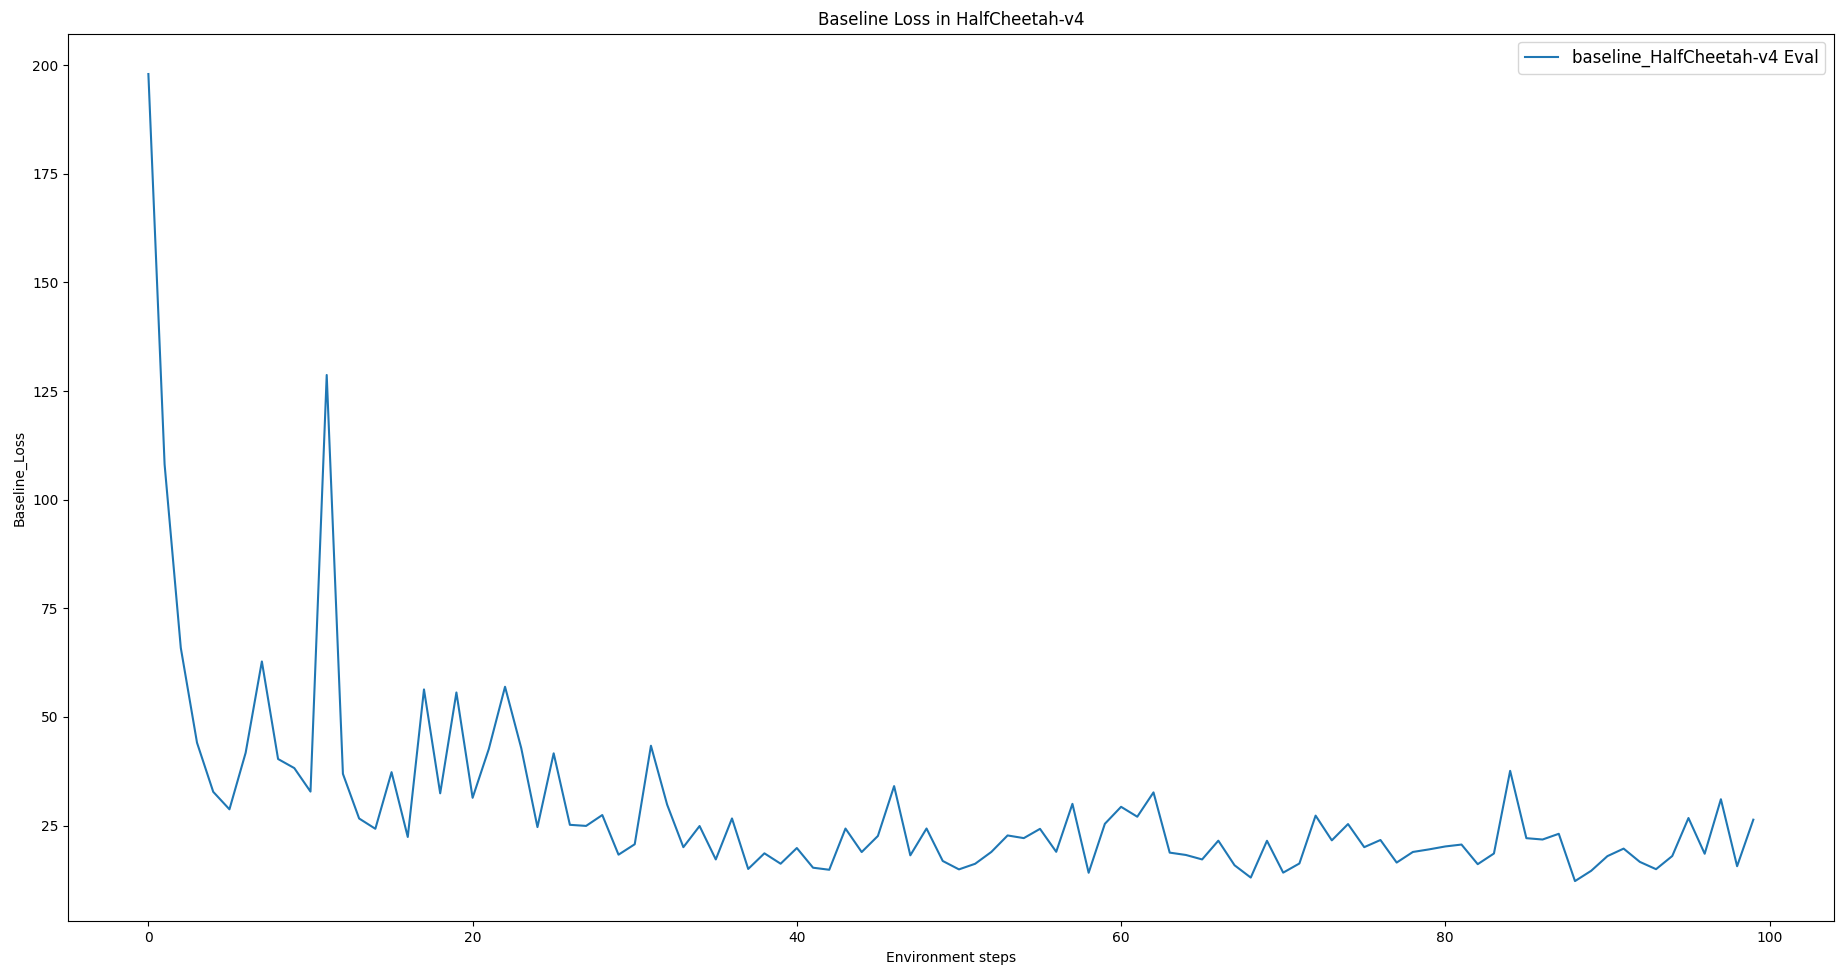 Baseline Loss in HalfCheetah-v4
baseline_HalfCheetah-v4 Eval
Baseline_Loss
200
175
150
125
100
75
50
25
0 20 40 60 80 100
Environment steps